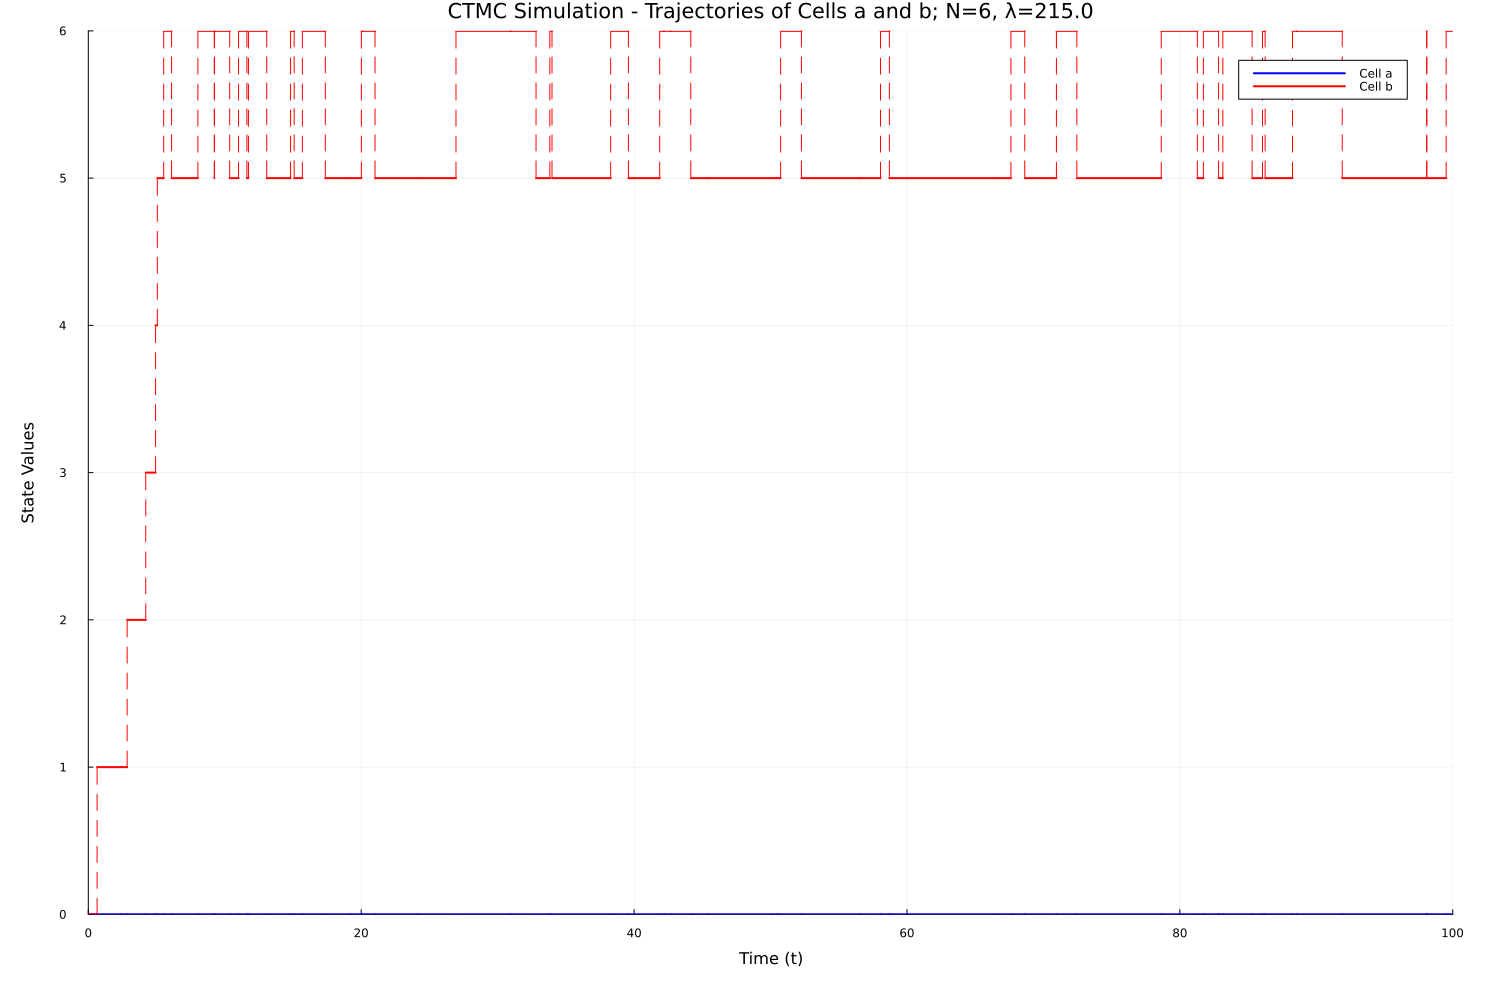 CTMC Simulation - Trajectories of Cells a and b; N=6, λ=215.0
6
Cell a
Cell b
5
4
State Values
3
2
1
0
0 20 40 60 80 100
Time (t)